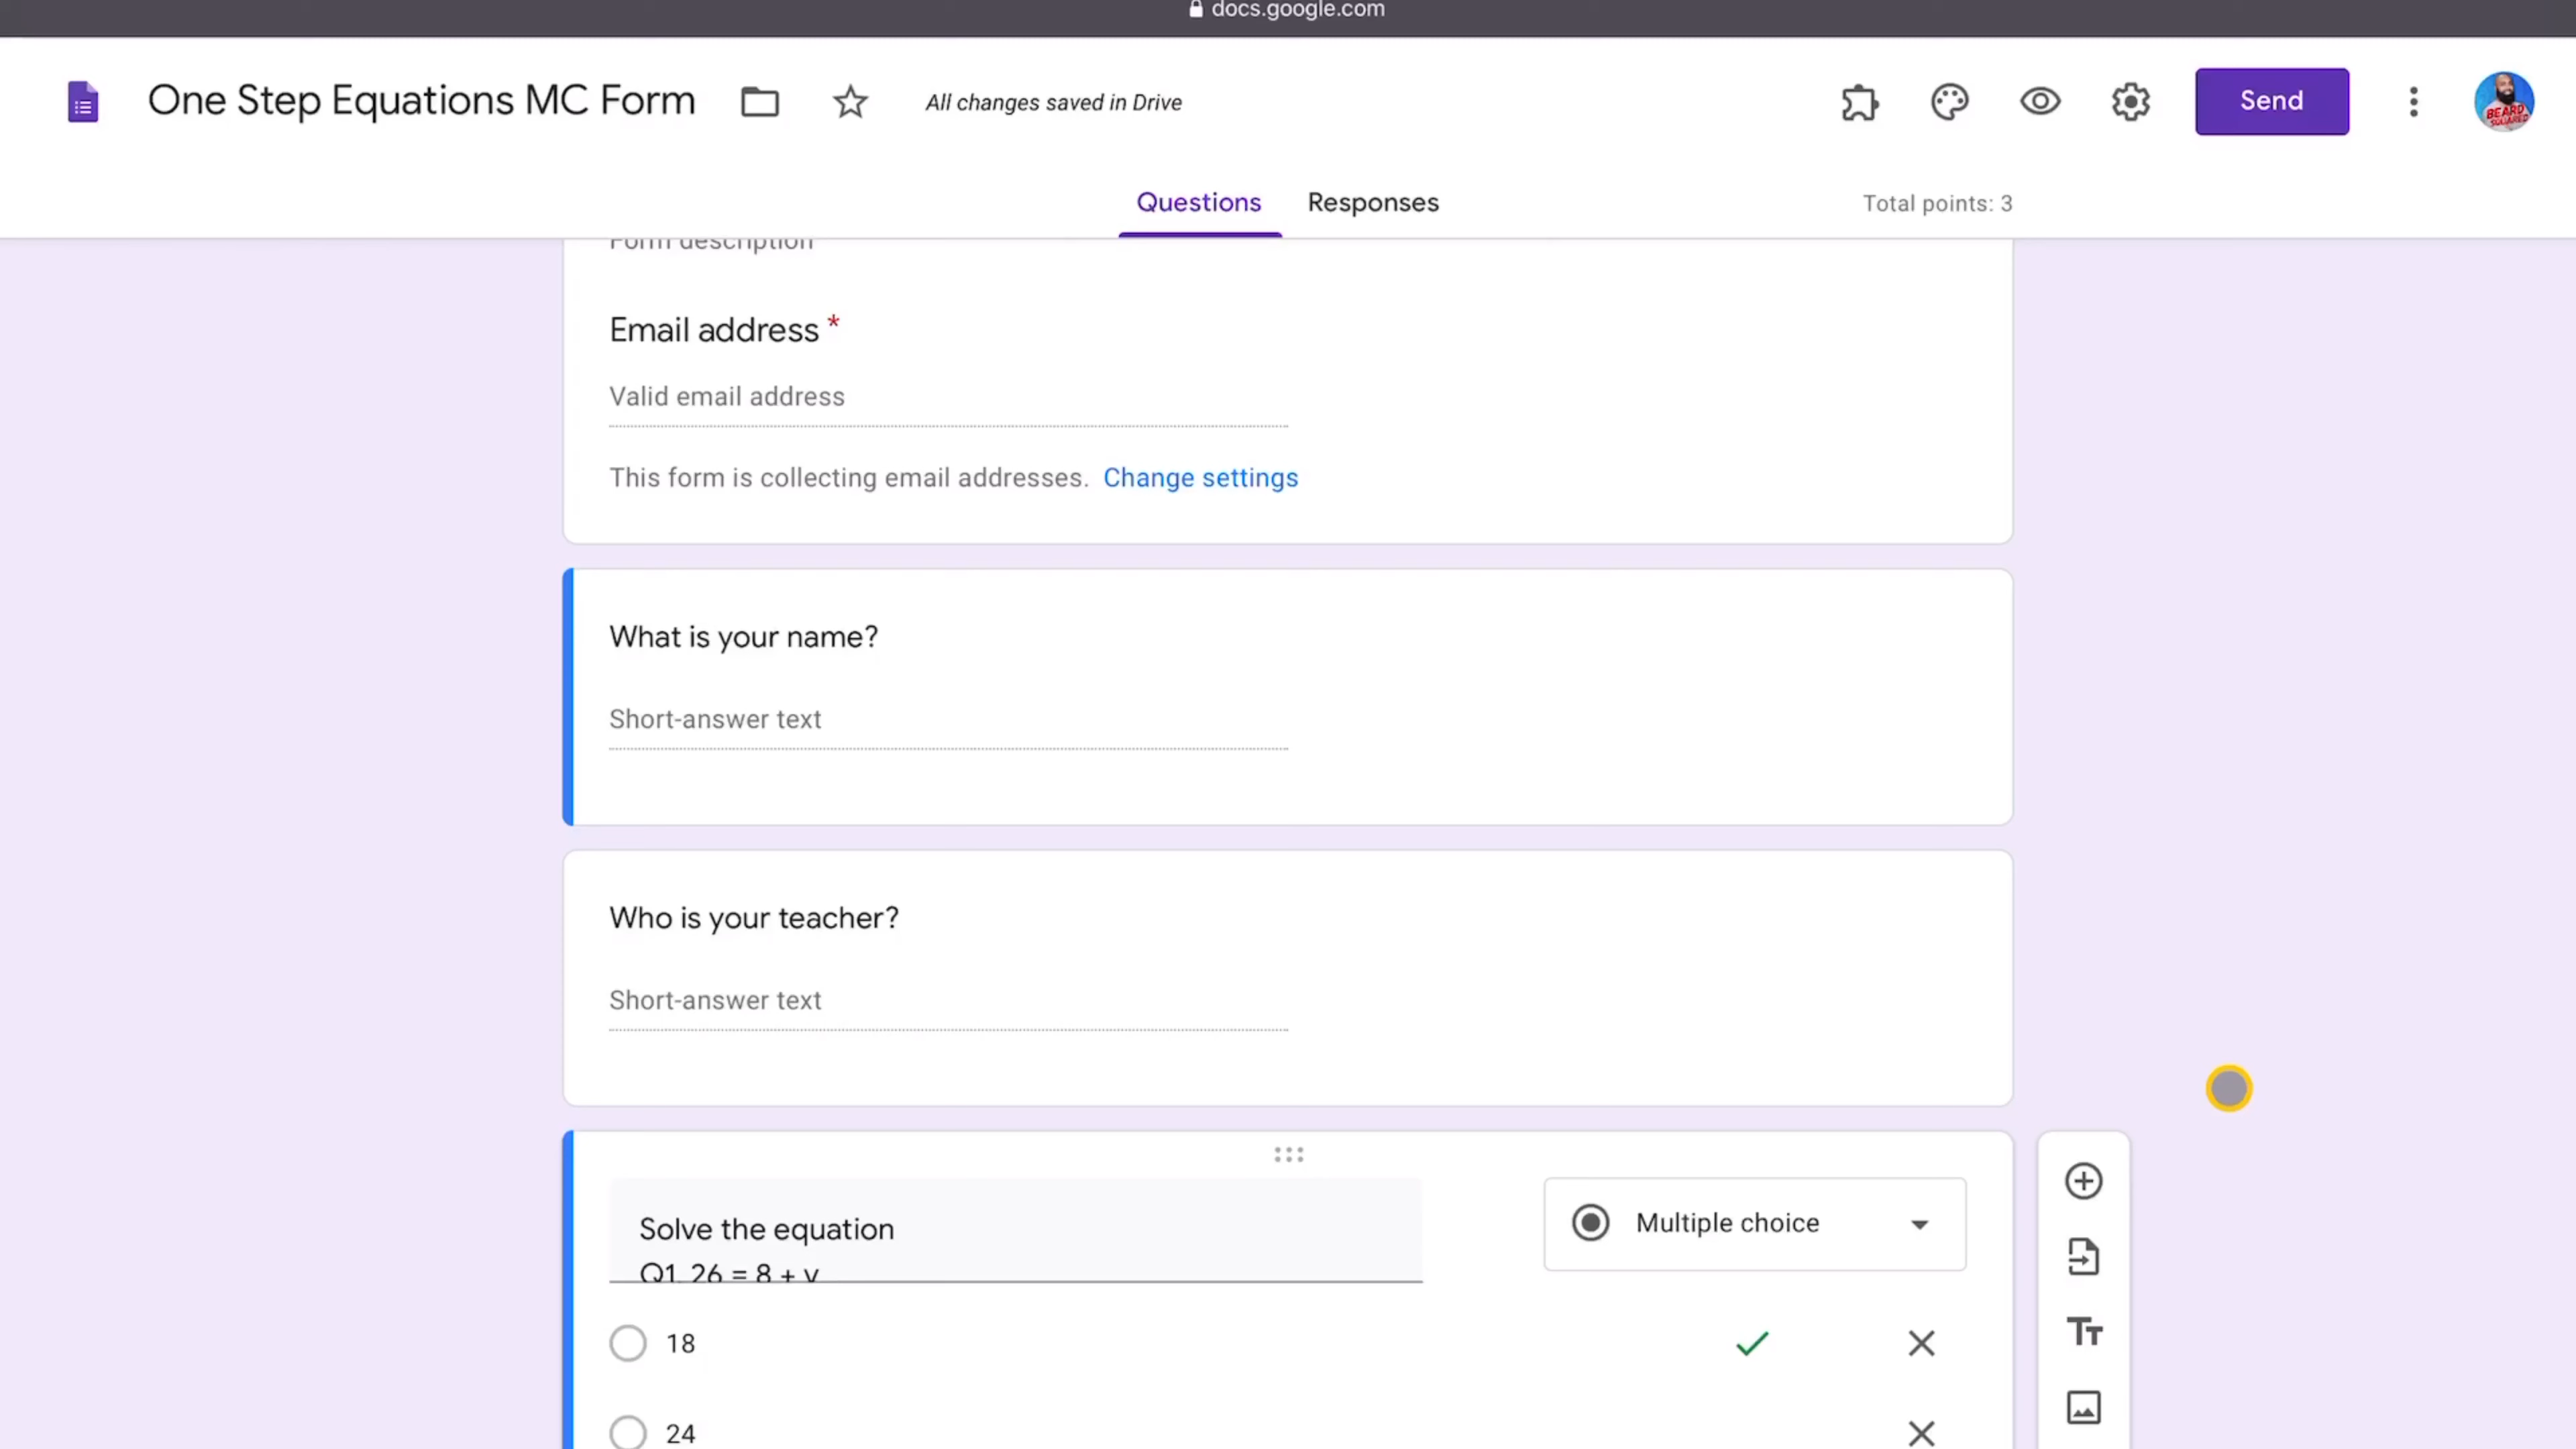 docs.google.com
One Step Equations MC Form
All changes saved in Drive
Send
BEARD
SQUARED
Questions
Responses
Total points: 3
Form description
Email address *
Valid email address
This form is collecting email addresses. Change settings
What is your name?
Short-answer text
Who is your teacher?
Short-answer text
Solve the equation
Q1. 26 = 8 + v
Multiple choice
18
24